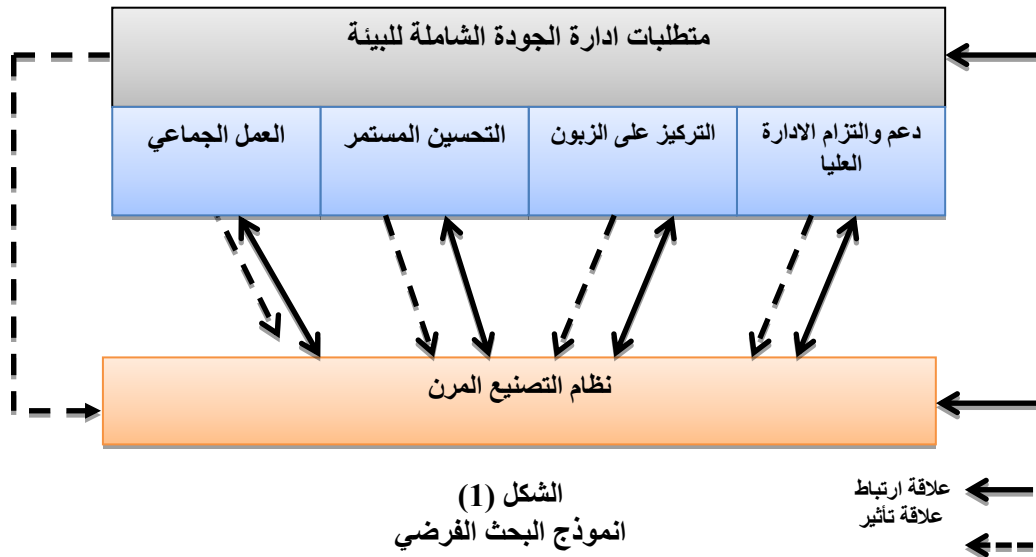 متطلبات ادارة الجودة الشاملة للبيئة
دعم والتزام الادارة
العليا
التركيز على الزبون
التحسين المستمر
العمل الجماعي
نظام التصنيع المرن
الشكل (1)
انموذج البحث الفرضي
علاقة ارتباط
علاقة تأثير